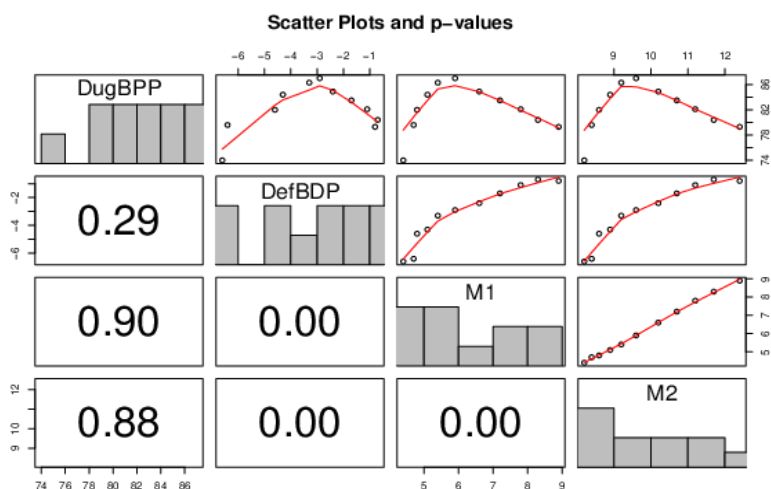 Scatter Plots and p−values
−6 −5 −4 −3 −2 −1
9 10 11 12
DugBPP
74 78 82 86
−6 −4 −2
0.29
DefBDP
0.90
0.00
M1
5 6 7 8 9
9 10 12
0.88
0.00
0.00
M2
74 76 78 80 82 84 86
5 6 7 8 9